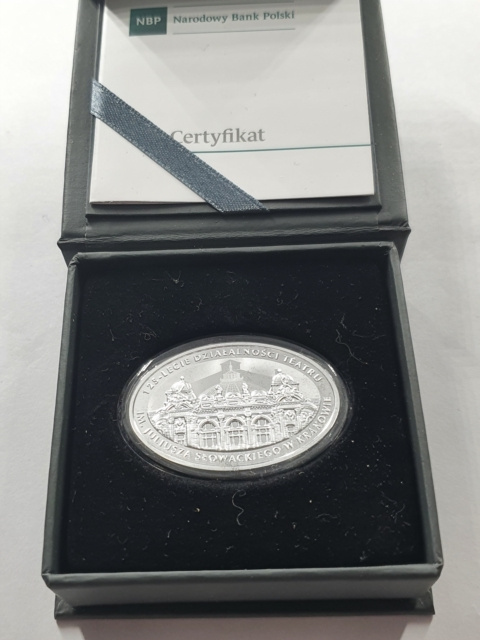 NBP Narodowy Bank Polski
Certyfikat
125-LECIE DZIAŁALNOŚCI TEATRU
IM. JULIUSZA SŁOWACKIEGO W KRAKOWIE